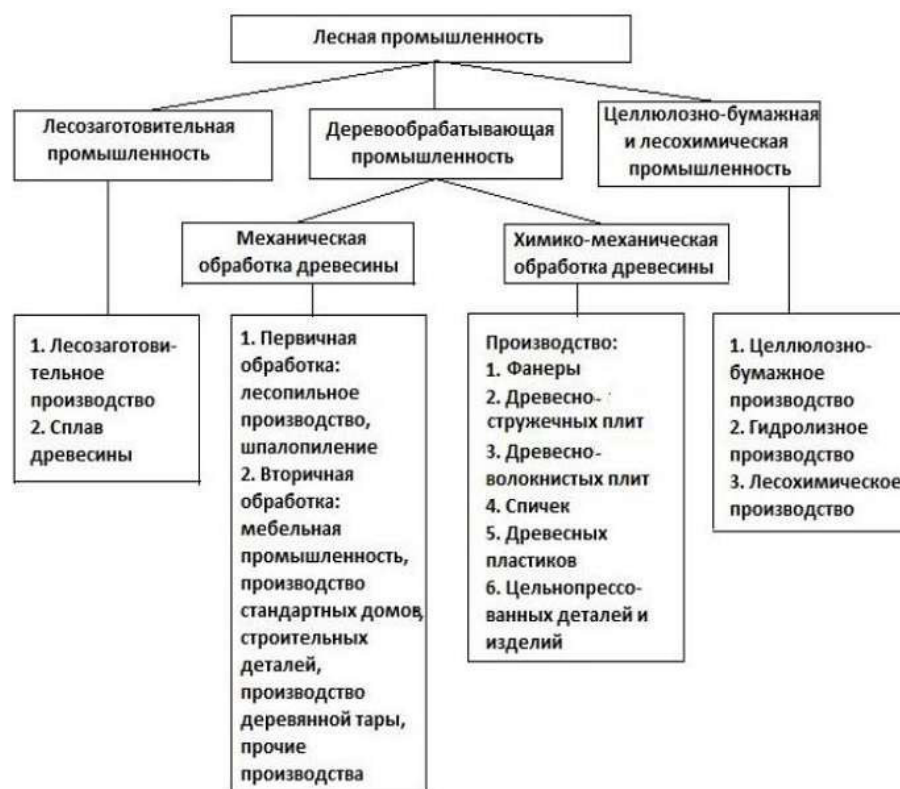 Лесная промышленность
Лесозаготовительная
промышленность
Деревообрабатывающая
промышленность
Целлюлозно-бумажная
и лесохимическая
промышленность
Механическая
обработка древесины
Химико-механическая
обработка древесины
1. Лесозаготови-
тельное
производство
2. Сплав
древесины
1. Первичная
обработка:
лесопильное
производство,
шпалопиление
2. Вторичная
обработка:
мебельная
промышленность,
производство
стандартных домов,
строительных
деталей,
производство
деревянной тары,
прочие
производства
Производство:
1. Фанеры
2. Древесно-
стружечных плит
3. Древесно-
волокнистых плит
4. Спичек
5. Древесных
пластиков
6. Цельнопрессо-
ванных деталей и
изделий
1. Целлюлозно-
бумажное
производство
2. Гидролизное
производство
3. Лесохимическое
производство